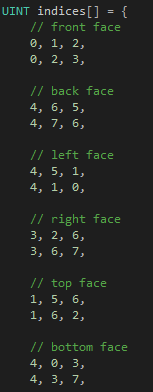 UINT indices[] = {
// front face
0, 1, 2,
0, 2, 3,
// back face
4, 6, 5,
4, 7, 6,
// left face
4, 5, 1,
4, 1, 0,
// right face
3, 2, 6,
3, 6, 7,
// top face
1, 5, 6,
1, 6, 2,
// bottom face
4, 0, 3,
4, 3, 7,